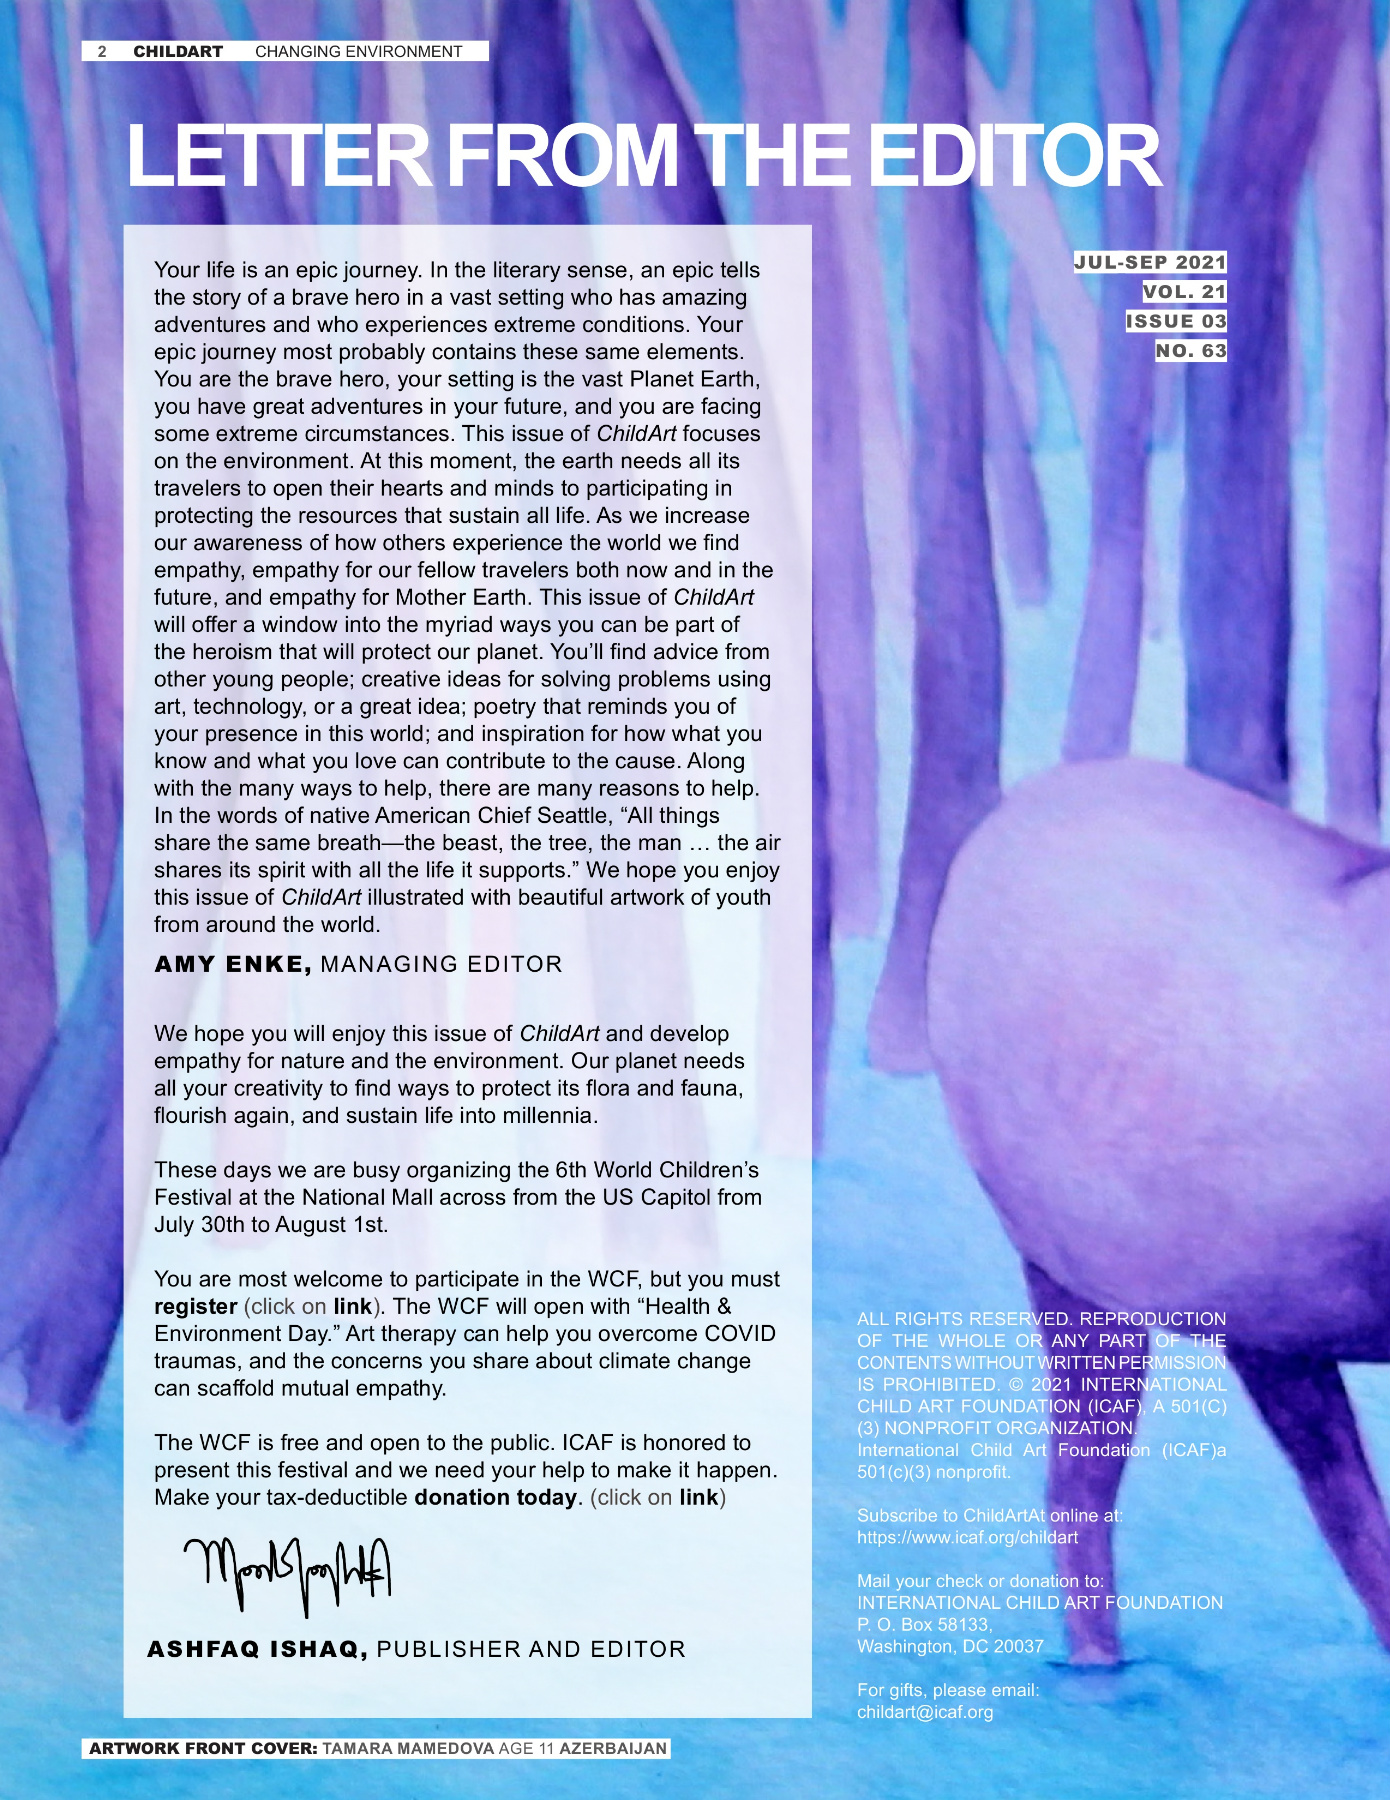 2 CHILDART CHANGING ENVIRONMENT
LETTER FROM THE EDITOR
Your life is an epic journey. In the literary sense, an epic tells
the story of a brave hero in a vast setting who has amazing
adventures and who experiences extreme conditions. Your
epic journey most probably contains these same elements.
You are the brave hero, your setting is the vast Planet Earth,
you have great adventures in your future, and you are facing
some extreme circumstances. This issue of ChildArt focuses
on the environment. At this moment, the earth needs all its
travelers to open their hearts and minds to participating in
protecting the resources that sustain all life. As we increase
our awareness of how others experience the world we find
empathy, empathy for our fellow travelers both now and in the
future, and empathy for Mother Earth. This issue of ChildArt
will offer a window into the myriad ways you can be part of
the heroism that will protect our planet. You’ll find advice from
other young people; creative ideas for solving problems using
art, technology, or a great idea; poetry that reminds you of
your presence in this world; and inspiration for how what you
know and what you love can contribute to the cause. Along
with the many ways to help, there are many reasons to help.
In the words of native American Chief Seattle, “All things
share the same breath—the beast, the tree, the man … the air
shares its spirit with all the life it supports.” We hope you enjoy
this issue of ChildArt illustrated with beautiful artwork of youth
from around the world.
AMY ENKE, MANAGING EDITOR
We hope you will enjoy this issue of ChildArt and develop
empathy for nature and the environment. Our planet needs
all your creativity to find ways to protect its flora and fauna,
flourish again, and sustain life into millennia.
These days we are busy organizing the 6th World Children’s
Festival at the National Mall across from the US Capitol from
July 30th to August 1st.
You are most welcome to participate in the WCF, but you must
register (click on link). The WCF will open with “Health &
Environment Day.” Art therapy can help you overcome COVID
traumas, and the concerns you share about climate change
can scaffold mutual empathy.
The WCF is free and open to the public. ICAF is honored to
present this festival and we need your help to make it happen.
Make your tax-deductible donation today. (click on link)
ASHFAQ ISHAQ, PUBLISHER AND EDITOR
JUL-SEP 2021
VOL. 21
ISSUE 03
NO. 63
ALL RIGHTS RESERVED. REPRODUCTION
OF THE WHOLE OR ANY PART OF THE
CONTENTS WITHOUT WRITTEN PERMISSION
IS PROHIBITED. © 2021 INTERNATIONAL
CHILD ART FOUNDATION (ICAF), A 501(C)
(3) NONPROFIT ORGANIZATION.
International Child Art Foundation (ICAF)a
501(c)(3) nonprofit.
Subscribe to ChildArtAt online at:
https://www.icaf.org/childart
Mail your check or donation to:
INTERNATIONAL CHILD ART FOUNDATION
P. O. Box 58133,
Washington, DC 20037
For gifts, please email:
childart@icaf.org
ARTWORK FRONT COVER: TAMARA MAMEDOVA AGE 11 AZERBAIJAN